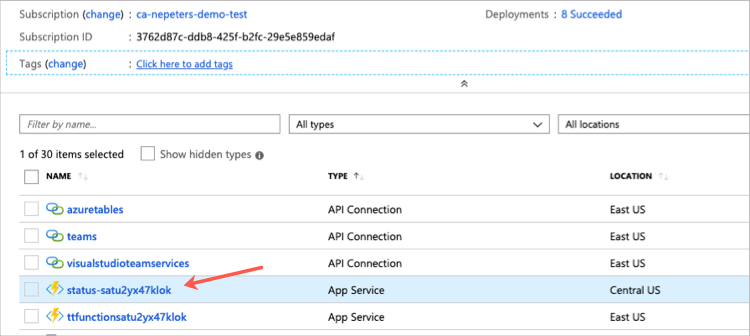 Subscription (change) : ca-nepeters-demo-test Deployments : 8 Succeeded
Subscription ID : 3762d87c-ddb8-425f-b2fc-29e5e859edaf
Tags (change) : Click here to add tags
Filter by name... All types All locations
1 of 30 items selected Show hidden types
NAME TYPE LOCATION
azuretables API Connection East US
teams API Connection East US
visualstudioteamservices API Connection East US
status-satu2yx47klok App Service Central US
ttfunctionsatu2yx47klok App Service East US